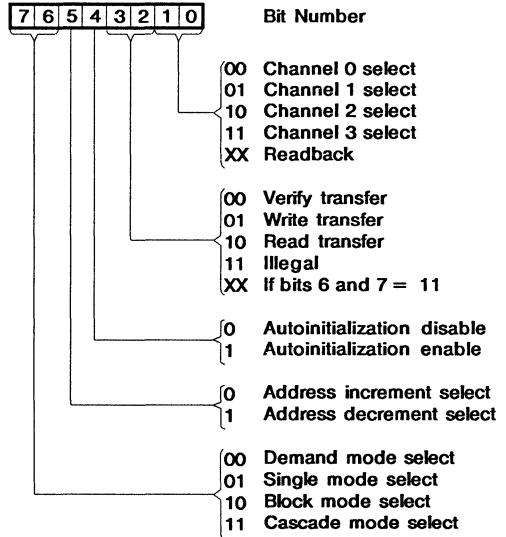 7 6 5 4 3 2 1 0 Bit Number
00 Channel 0 select
01 Channel 1 select
10 Channel 2 select
11 Channel 3 select
XX Readback
00 Verify transfer
01 Write transfer
10 Read transfer
11 Illegal
XX If bits 6 and 7 = 11
0 Autoinitialization disable
1 Autoinitialization enable
0 Address increment select
1 Address decrement select
00 Demand mode select
01 Single mode select
10 Block mode select
11 Cascade mode select